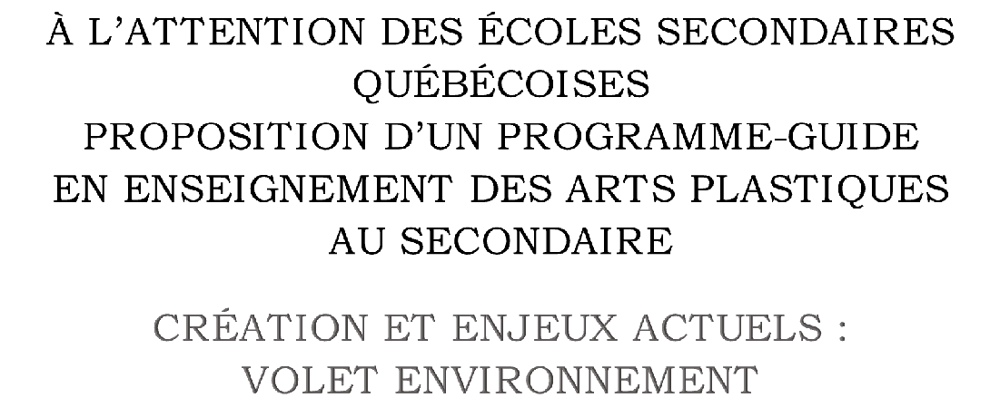 À L’ATTENTION DES ÉCOLES SECONDAIRES
QUÉBÉCOISES
PROPOSITION D’UN PROGRAMME-GUIDE
EN ENSEIGNEMENT DES ARTS PLASTIQUES
AU SECONDAIRE
CRÉATION ET ENJEUX ACTUELS :
VOLET ENVIRONNEMENT